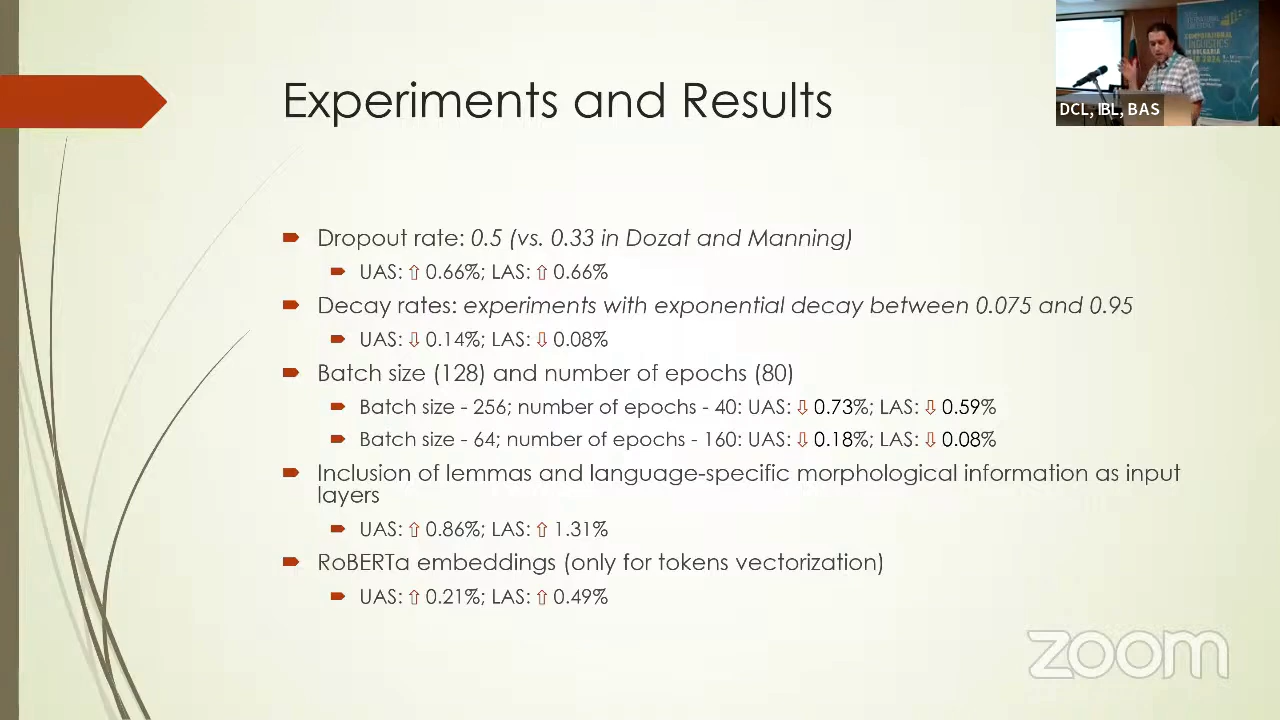 Experiments and Results
DCL, IBL, BAS
COMPUTATIONAL
LINGUISTICS
IN BULGARIA
Dropout rate: 0.5 (vs. 0.33 in Dozat and Manning)
UAS: ⇧ 0.66%; LAS: ⇧ 0.66%
Decay rates: experiments with exponential decay between 0.075 and 0.95
UAS: ⇩ 0.14%; LAS: ⇩ 0.08%
Batch size (128) and number of epochs (80)
Batch size - 256; number of epochs - 40: UAS: ⇩ 0.73%; LAS: ⇩ 0.59%
Batch size - 64; number of epochs - 160: UAS: ⇩ 0.18%; LAS: ⇩ 0.08%
Inclusion of lemmas and language-specific morphological information as input
layers
UAS: ⇧ 0.86%; LAS: ⇧ 1.31%
RoBERTa embeddings (only for tokens vectorization)
UAS: ⇧ 0.21%; LAS: ⇧ 0.49%
zoom